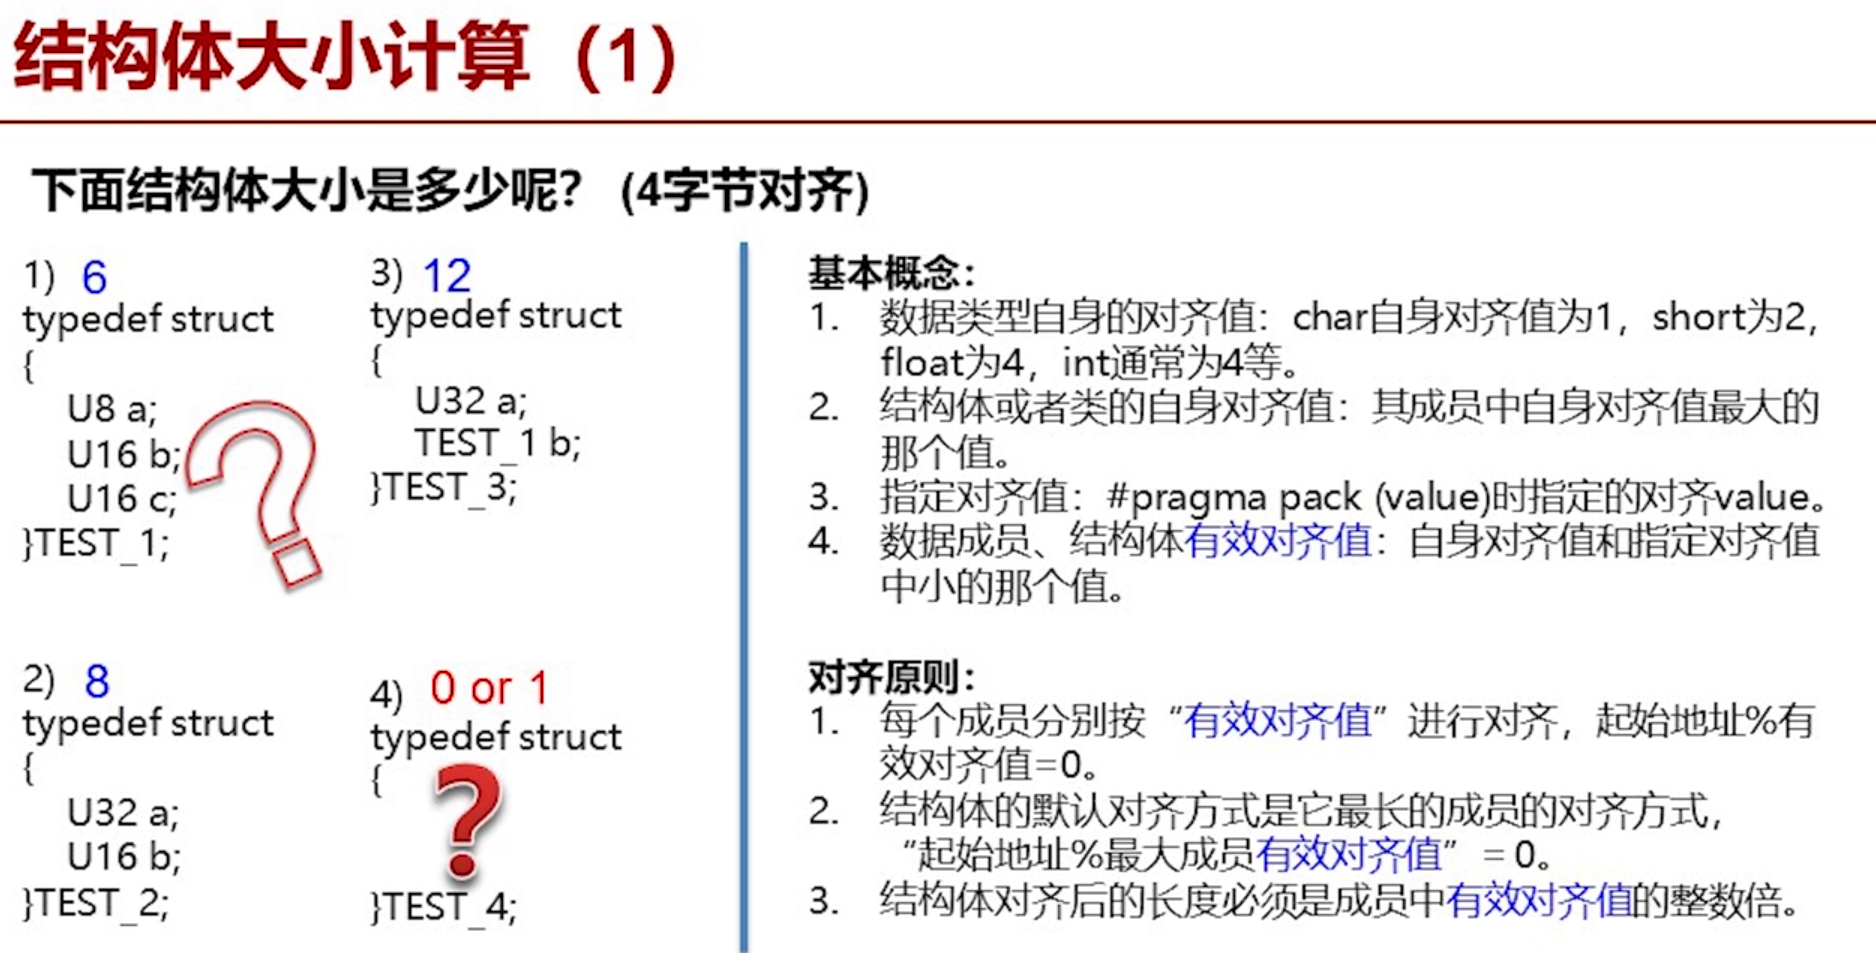 结构体大小计算（1）
下面结构体大小是多少呢？ (4字节对齐)
1) 6
typedef struct
{
U8 a;
U16 b;
U16 c;
}TEST_1;
2) 8
typedef struct
{
U32 a;
U16 b;
}TEST_2;
3) 12
typedef struct
{
U32 a;
TEST_1 b;
}TEST_3;
4) 0 or 1
typedef struct
{
?
}TEST_4;
?
基本概念：
1. 数据类型自身的对齐值：char自身对齐值为1，short为2，
float为4，int通常为4等。
2. 结构体或者类的自身对齐值：其成员中自身对齐值最大的
那个值。
3. 指定对齐值：#pragma pack (value)时指定的对齐value。
4. 数据成员、结构体有效对齐值：自身对齐值和指定对齐值
中小的那个值。
对齐原则：
1. 每个成员分别按“有效对齐值”进行对齐，起始地址%有
效对齐值=0。
2. 结构体的默认对齐方式是它最长的成员的对齐方式，
“起始地址%最大成员有效对齐值” = 0。
3. 结构体对齐后的长度必须是成员中有效对齐值的整数倍。